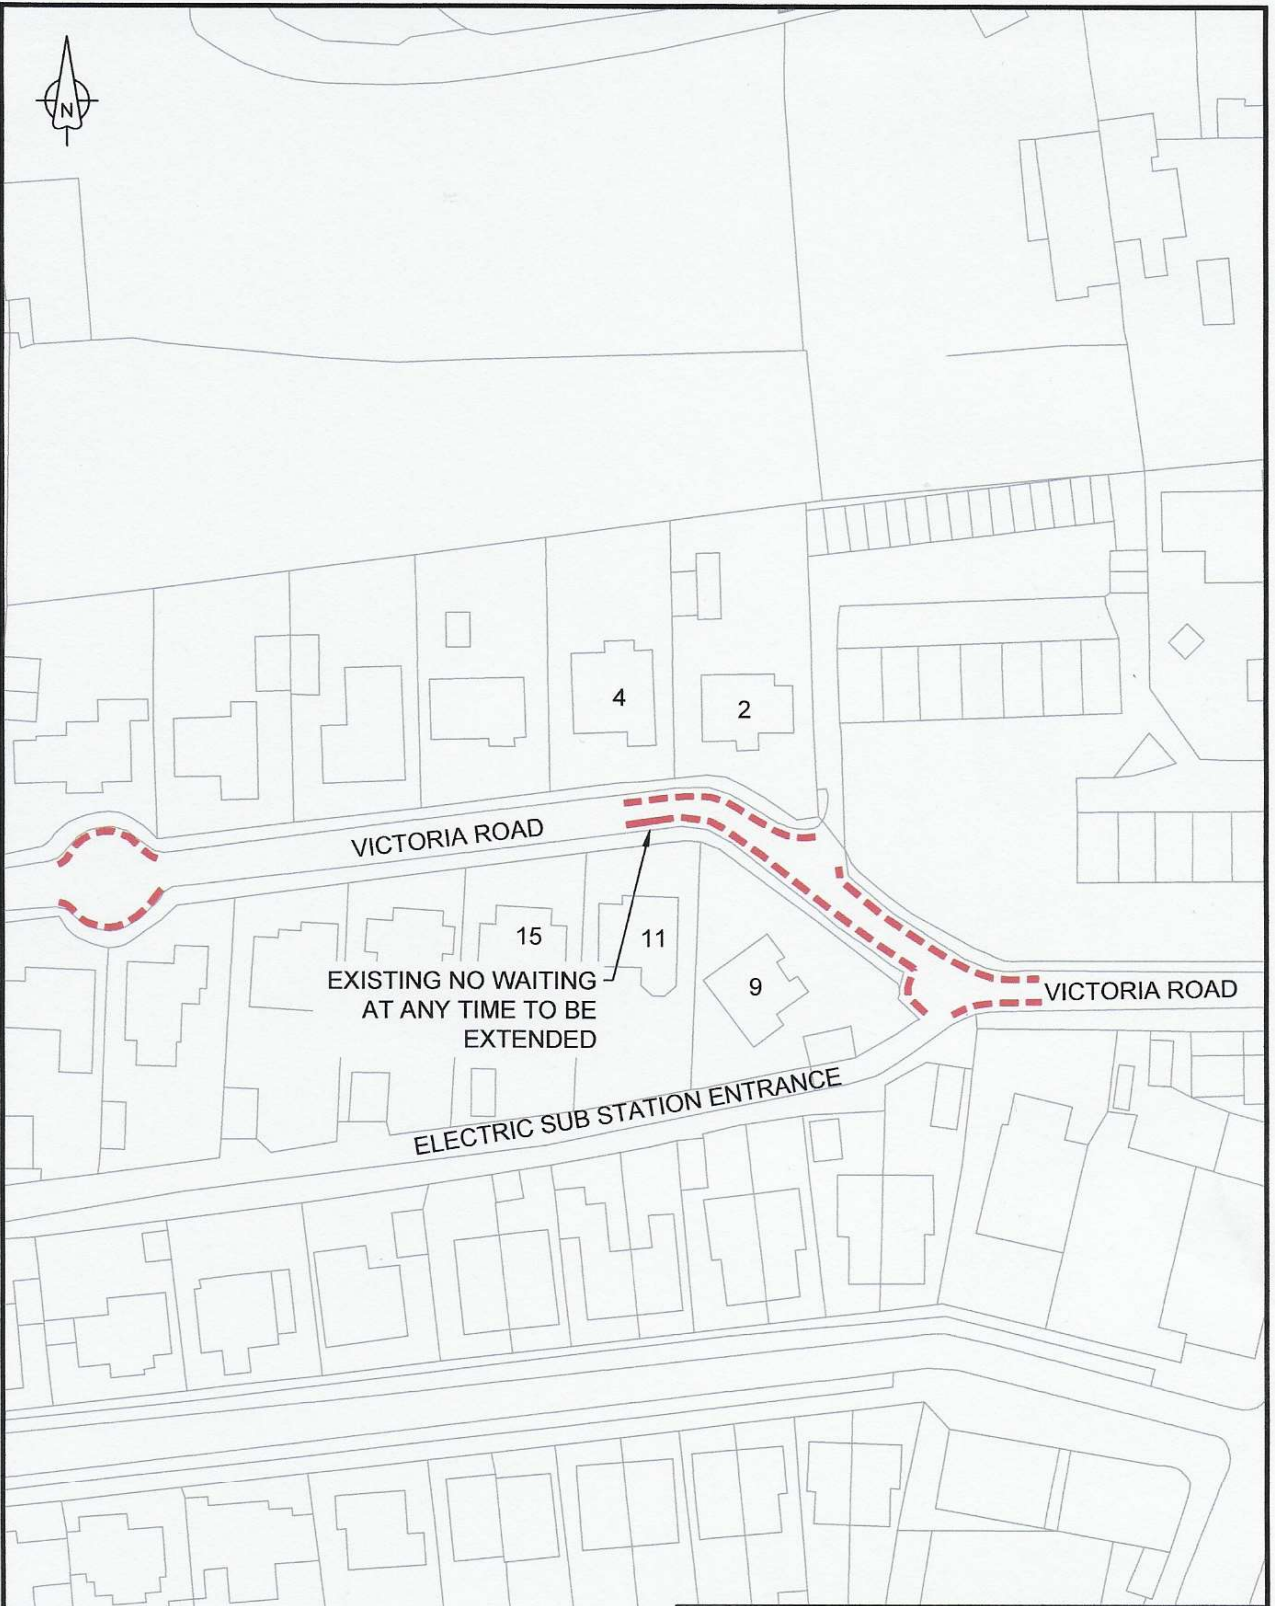 N
4
2
VICTORIA ROAD
15
11
EXISTING NO WAITING
AT ANY TIME TO BE
EXTENDED
9
VICTORIA ROAD
ELECTRIC SUB STATION ENTRANCE